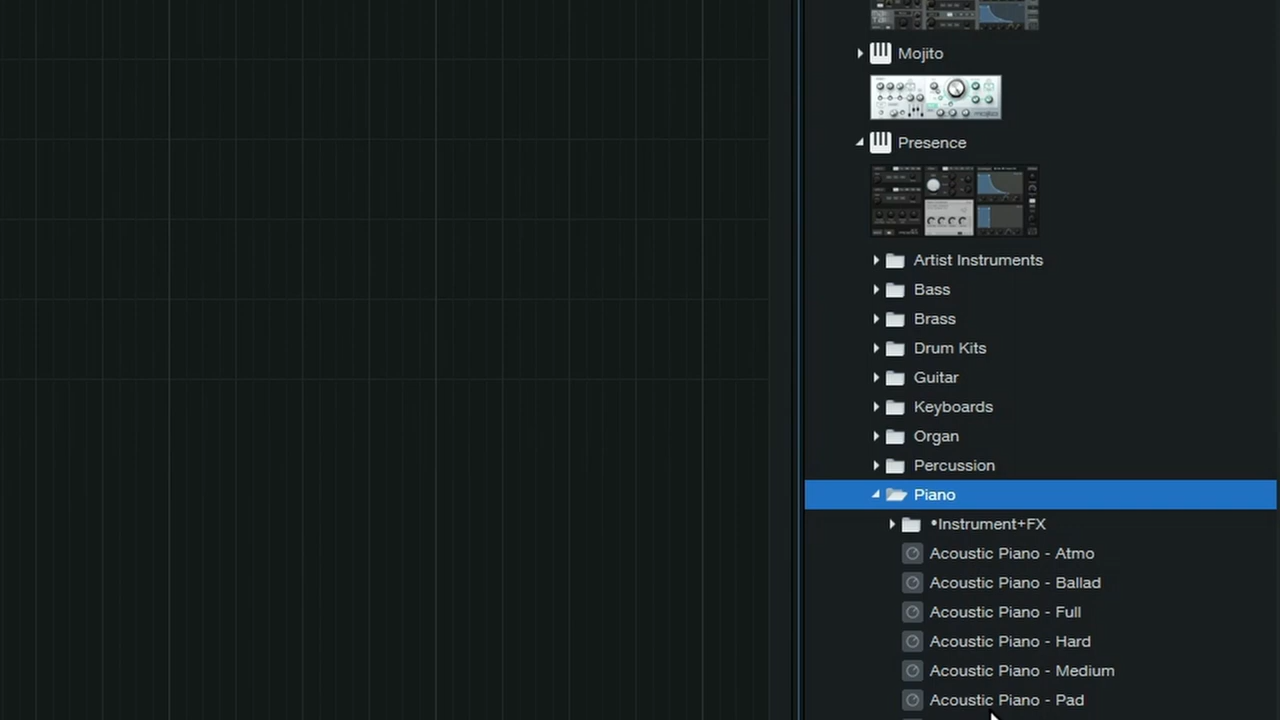 Mojito
Presence
Artist Instruments
Bass
Brass
Drum Kits
Guitar
Keyboards
Organ
Percussion
Piano
•Instrument+FX
Acoustic Piano - Atmo
Acoustic Piano - Ballad
Acoustic Piano - Full
Acoustic Piano - Hard
Acoustic Piano - Medium
Acoustic Piano - Pad